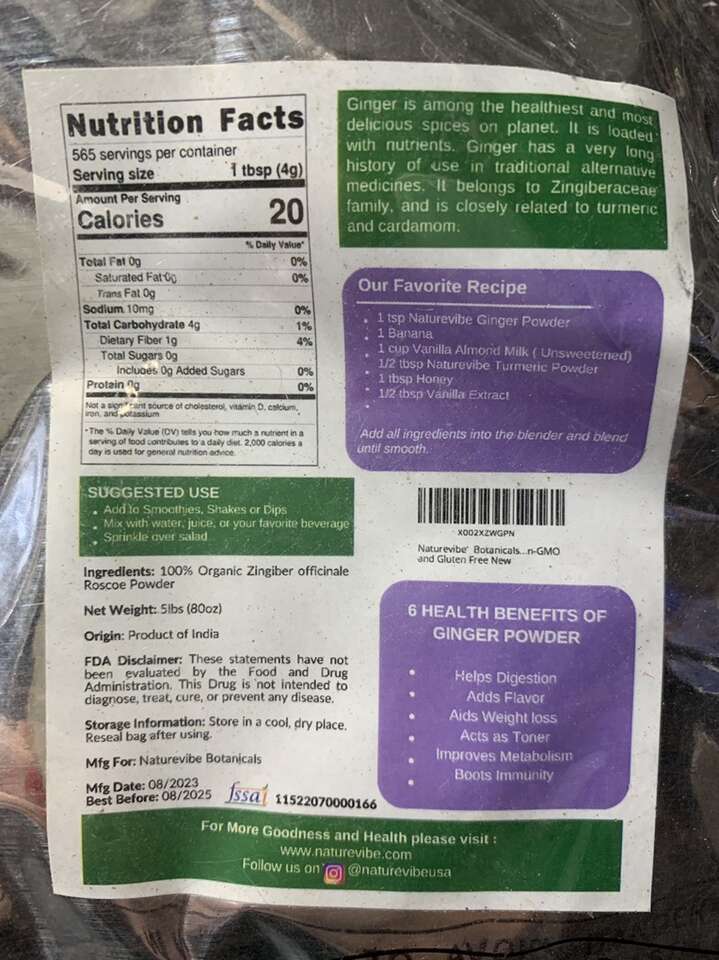 Nutrition Facts
565 servings per container
Serving size 1 tbsp (4g)
Amount Per Serving
Calories 20
% Daily Value*
Total Fat 0g 0%
Saturated Fat 0g 0%
Trans Fat 0g
Sodium 10mg 0%
Total Carbohydrate 4g 1%
Dietary Fiber 1g 4%
Total Sugars 0g
Includes 0g Added Sugars 0%
Protein 0g 0%
Not a significant source of cholesterol, vitamin D, calcium,
iron, and potassium
*The % Daily Value (DV) tells you how much a nutrient in a
serving of food contributes to a daily diet. 2,000 calories a
day is used for general nutrition advice.
Ginger is among the healthiest and most
delicious spices on planet. It is loaded
with nutrients. Ginger has a very long
history of use in traditional alternative
medicines. It belongs to Zingiberaceae
family, and is closely related to turmeric
and cardamom.
Our Favorite Recipe
• 1 tsp Naturevibe Ginger Powder
• 1 Banana
• 1 cup Vanilla Almond Milk ( Unsweetened)
• 1/2 tbsp Naturevibe Turmeric Powder
• 1 tbsp Honey
• 1/2 tbsp Vanilla Extract
•
Add all ingredients into the blender and blend
until smooth.
SUGGESTED USE
• Add to Smoothies, Shakes or Dips
• Mix with water, juice, or your favorite beverage
• Sprinkle over salad
X002XZWGPN
Naturevibe Botanicals...n-GMO
and Gluten Free New
Ingredients: 100% Organic Zingiber officinale
Roscoe Powder
Net Weight: 5lbs (80oz)
Origin: Product of India
FDA Disclaimer: These statements have not
been evaluated by the Food and Drug
Administration. This Drug is not intended to
diagnose, treat, cure, or prevent any disease.
Storage Information: Store in a cool, dry place.
Reseal bag after using.
Mfg For: Naturevibe Botanicals
Mfg Date: 08/2023
Best Before: 08/2025
fssai 11522070000166
6 HEALTH BENEFITS OF
GINGER POWDER
• Helps Digestion
• Adds Flavor
• Aids Weight loss
• Acts as Toner
• Improves Metabolism
• Boots Immunity
For More Goodness and Health please visit :
www.naturevibe.com
Follow us on @naturevibeusa